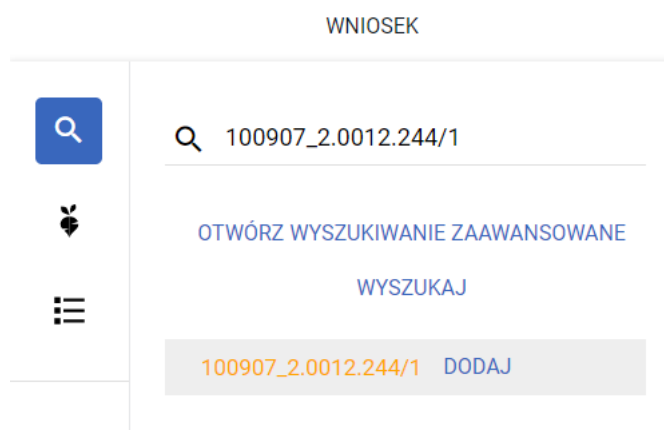 WNIOSEK
100907_2.0012.244/1
OTWÓRZ WYSZUKIWANIE ZAAWANSOWANE
WYSZUKAJ
100907_2.0012.244/1 DODAJ